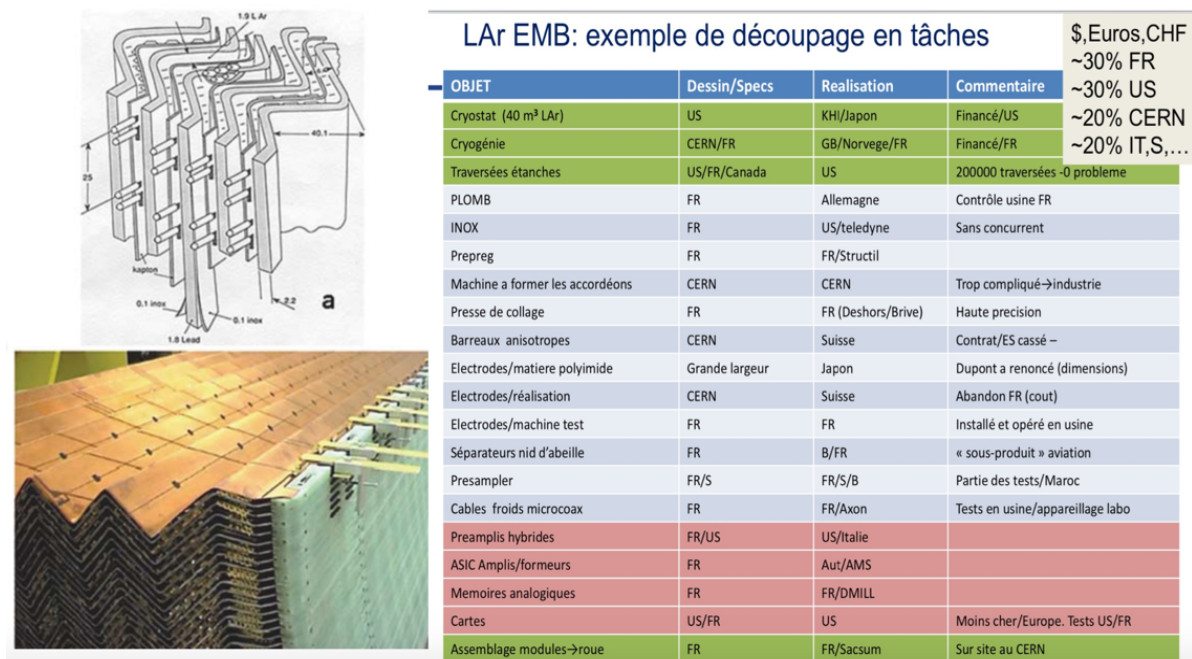 1.9 L Ar
40.1
25
kapton
2.2
a
0.1 inox
0.1 inox
1.8 Lead
LAr EMB: exemple de découpage en tâches
$,Euros,CHF
~30% FR
~30% US
~20% CERN
~20% IT,S,…
OBJET Dessin/Specs Realisation Commentaire
Cryostat (40 m³ LAr) US KHI/Japon Financé/US
Cryogénie CERN/FR GB/Norvege/FR Financé/FR
Traversées étanches US/FR/Canada US 200000 traversées -0 probleme
PLOMB FR Allemagne Contrôle usine FR
INOX FR US/teledyne Sans concurrent
Prepreg FR FR/Structil
Machine a former les accordéons CERN CERN Trop compliqué→industrie
Presse de collage FR FR (Deshors/Brive) Haute precision
Barreaux anisotropes CERN Suisse Contrat/ES cassé –
Electrodes/matiere polyimide Grande largeur Japon Dupont a renoncé (dimensions)
Electrodes/réalisation CERN Suisse Abandon FR (cout)
Electrodes/machine test FR FR Installé et opéré en usine
Séparateurs nid d'abeille FR B/FR « sous-produit » aviation
Presampler FR/S FR/S/B Partie des tests/Maroc
Cables froids microcoax FR FR/Axon Tests en usine/appareillage labo
Preamplis hybrides FR/US US/Italie
ASIC Amplis/formeurs FR Aut/AMS
Memoires analogiques FR FR/DMILL
Cartes US/FR US Moins cher/Europe. Tests US/FR
Assemblage modules→roue FR FR/Sacsum Sur site au CERN